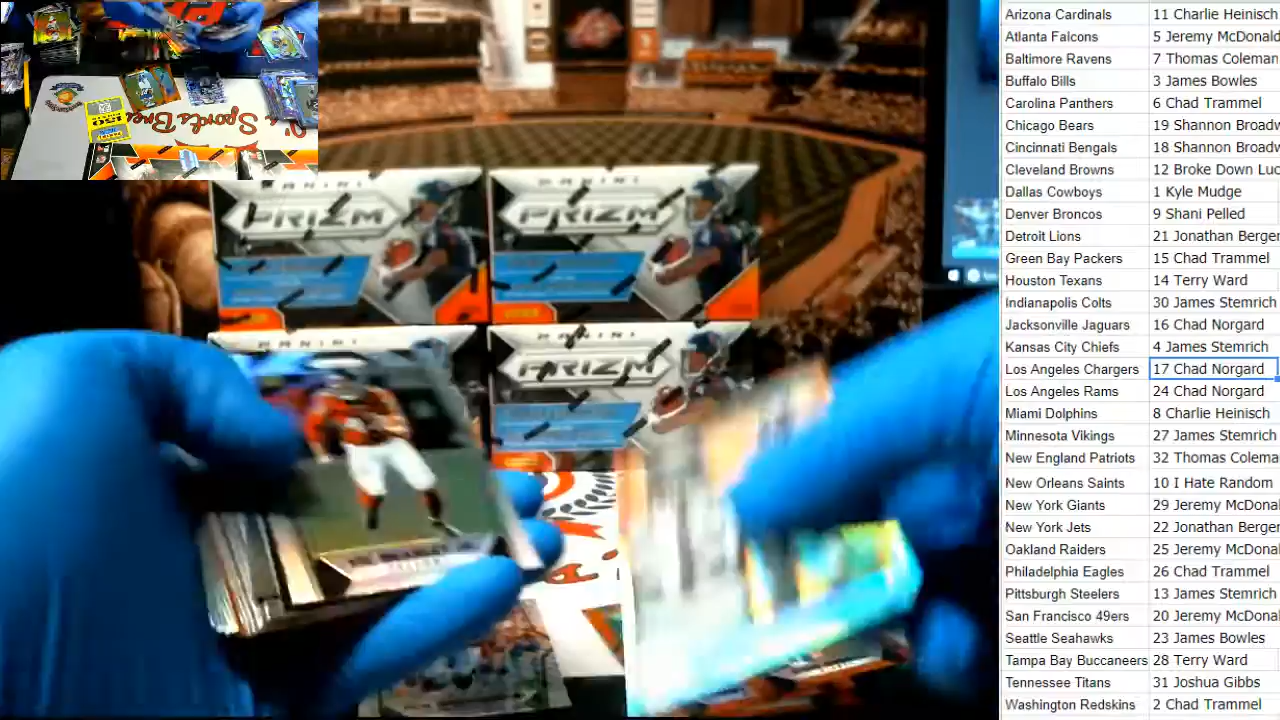 Sports
150
PANINI
PRIZM
PANINI
PRIZM
PANINI
PANINI
PRIZM
Arizona Cardinals 11 Charlie Heinisch
Atlanta Falcons 5 Jeremy McDonald
Baltimore Ravens 7 Thomas Coleman
Buffalo Bills 3 James Bowles
Carolina Panthers 6 Chad Trammel
Chicago Bears 19 Shannon Broadw
Cincinnati Bengals 18 Shannon Broadw
Cleveland Browns 12 Broke Down Luc
Dallas Cowboys 1 Kyle Mudge
Denver Broncos 9 Shani Pelled
Detroit Lions 21 Jonathan Berger
Green Bay Packers 15 Chad Trammel
Houston Texans 14 Terry Ward
Indianapolis Colts 30 James Stemrich
Jacksonville Jaguars 16 Chad Norgard
Kansas City Chiefs 4 James Stemrich
Los Angeles Chargers 17 Chad Norgard
Los Angeles Rams 24 Chad Norgard
Miami Dolphins 8 Charlie Heinisch
Minnesota Vikings 27 James Stemrich
New England Patriots 32 Thomas Colema
New Orleans Saints 10 I Hate Random
New York Giants 29 Jeremy McDona
New York Jets 22 Jonathan Berger
Oakland Raiders 25 Jeremy McDona
Philadelphia Eagles 26 Chad Trammel
Pittsburgh Steelers 13 James Stemrich
San Francisco 49ers 20 Jeremy McDona
Seattle Seahawks 23 James Bowles
Tampa Bay Buccaneers 28 Terry Ward
Tennessee Titans 31 Joshua Gibbs
Washington Redskins 2 Chad Trammel